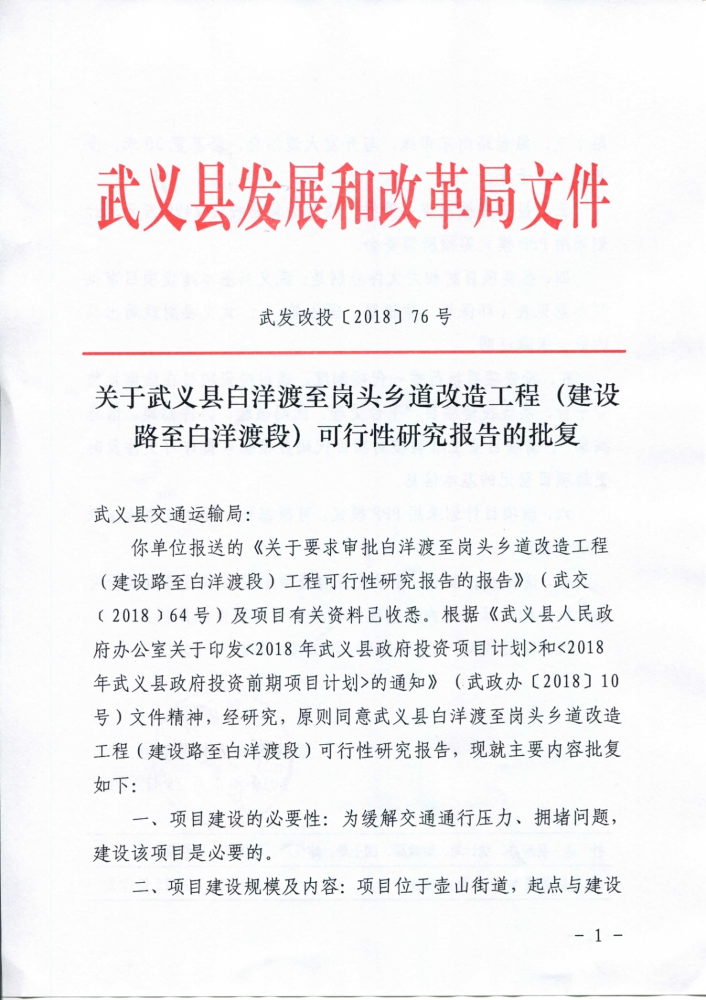 武义县发展和改革局文件
武发改投〔2018〕76号
关于武义县白洋渡至岗头乡道改造工程（建设
路至白洋渡段）可行性研究报告的批复
武义县交通运输局：
你单位报送的《关于要求审批白洋渡至岗头乡道改造工程
（建设路至白洋渡段）工程可行性研究报告的报告》（武交
〔2018〕64号）及项目有关资料已收悉。根据《武义县人民政
府办公室关于印发<2018年武义县政府投资项目计划>和<2018
年武义县政府投资前期项目计划>的通知》（武政办〔2018〕10
号）文件精神，经研究，原则同意武义县白洋渡至岗头乡道改造
工程（建设路至白洋渡段）可行性研究报告，现就主要内容批复
如下：
一、项目建设的必要性：为缓解交通通行压力、拥堵问题，
建设该项目是必要的。
二、项目建设规模及内容：项目位于壶山街道，起点与建设
- 1 -